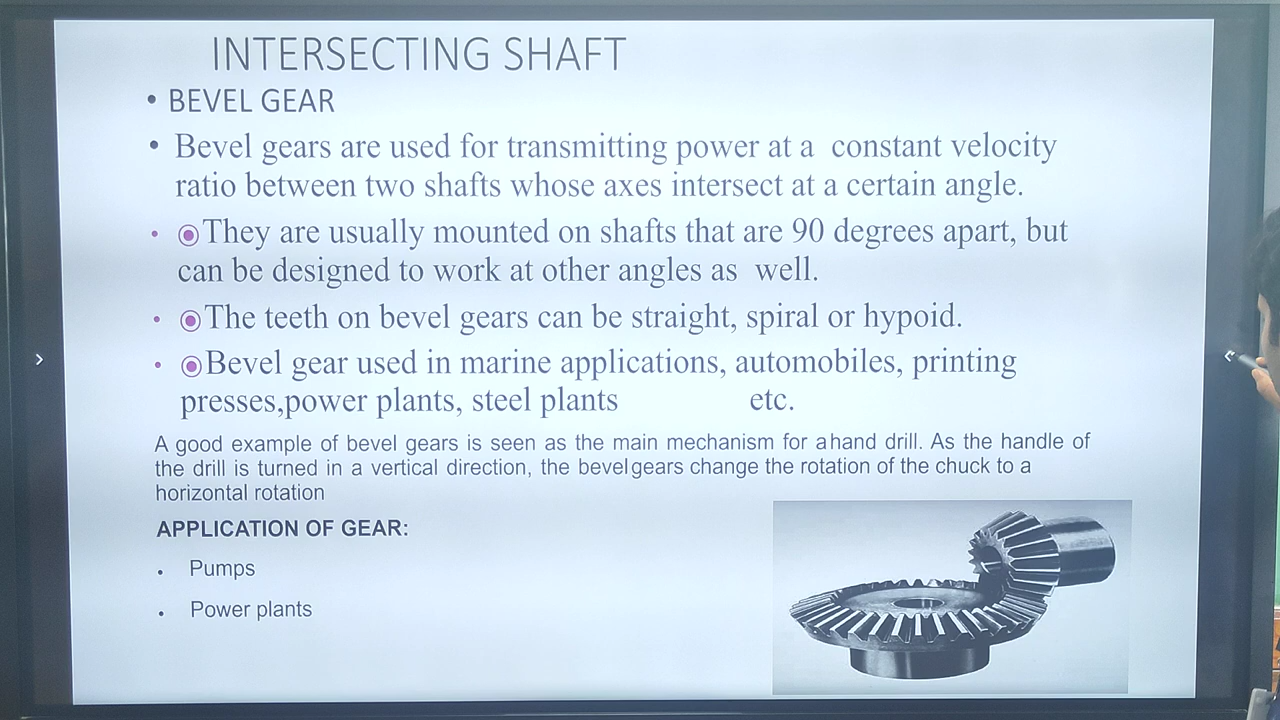 INTERSECTING SHAFT
• BEVEL GEAR
• Bevel gears are used for transmitting power at a constant velocity
ratio between two shafts whose axes intersect at a certain angle.
• ◉They are usually mounted on shafts that are 90 degrees apart, but
can be designed to work at other angles as well.
• ◉The teeth on bevel gears can be straight, spiral or hypoid.
• ◉Bevel gear used in marine applications, automobiles, printing
presses,power plants, steel plants etc.
A good example of bevel gears is seen as the main mechanism for a hand drill. As the handle of
the drill is turned in a vertical direction, the bevel gears change the rotation of the chuck to a
horizontal rotation
APPLICATION OF GEAR:
• Pumps
• Power plants